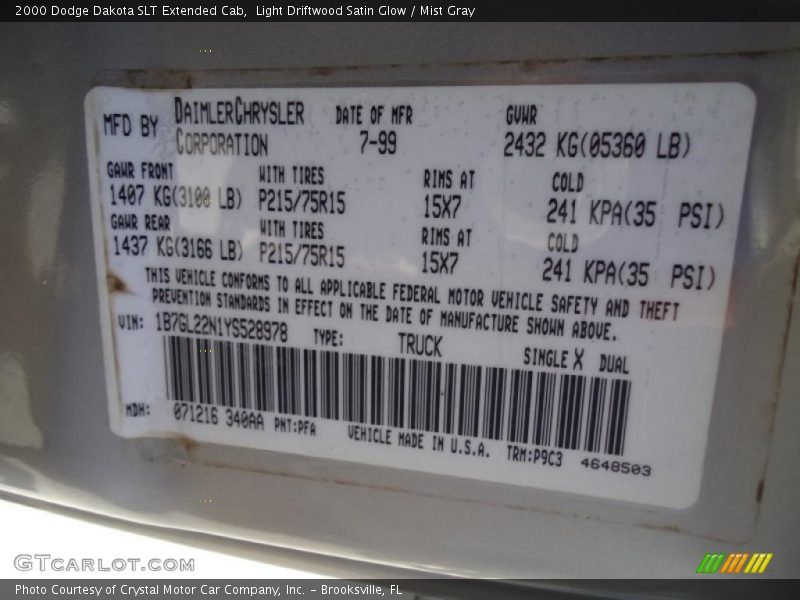 2000 Dodge Dakota SLT Extended Cab,  Light Driftwood Satin Glow / Mist Gray
MFD BY DAIMLERCHRYSLER CORPORATION DATE OF MFR 7-99 GVWR 2432 KG(05360 LB)
GAWR FRONT WITH TIRES RIMS AT COLD
1407 KG(3100 LB) P215/75R15 15X7 241 KPA(35 PSI)
GAWR REAR WITH TIRES RIMS AT COLD
1437 KG(3166 LB) P215/75R15 15X7 241 KPA(35 PSI)
THIS VEHICLE CONFORMS TO ALL APPLICABLE FEDERAL MOTOR VEHICLE SAFETY AND THEFT
PREVENTION STANDARDS IN EFFECT ON THE DATE OF MANUFACTURE SHOWN ABOVE.
VIN: 1B7GL22N1YS528978 TYPE: TRUCK SINGLE X DUAL
MDH: 071216 340AA PNT:PFA VEHICLE MADE IN U.S.A. TRM:P9C3 4648503
GTCARLOT.COM
Photo Courtesy of Crystal Motor Car Company, Inc. – Brooksville, FL